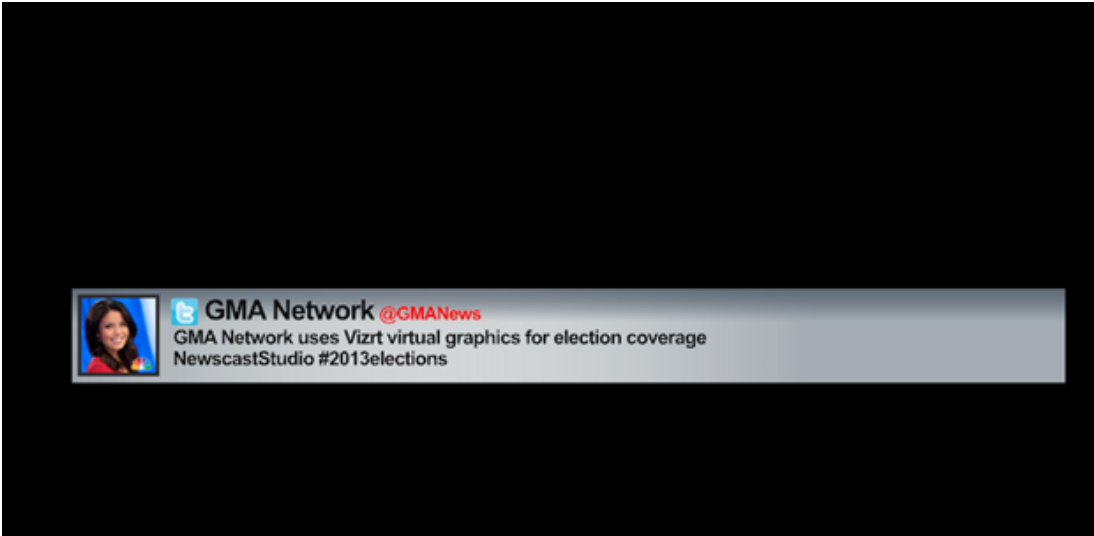 GMA Network @GMANews
GMA Network uses Vizrt virtual graphics for election coverage
NewscastStudio #2013elections